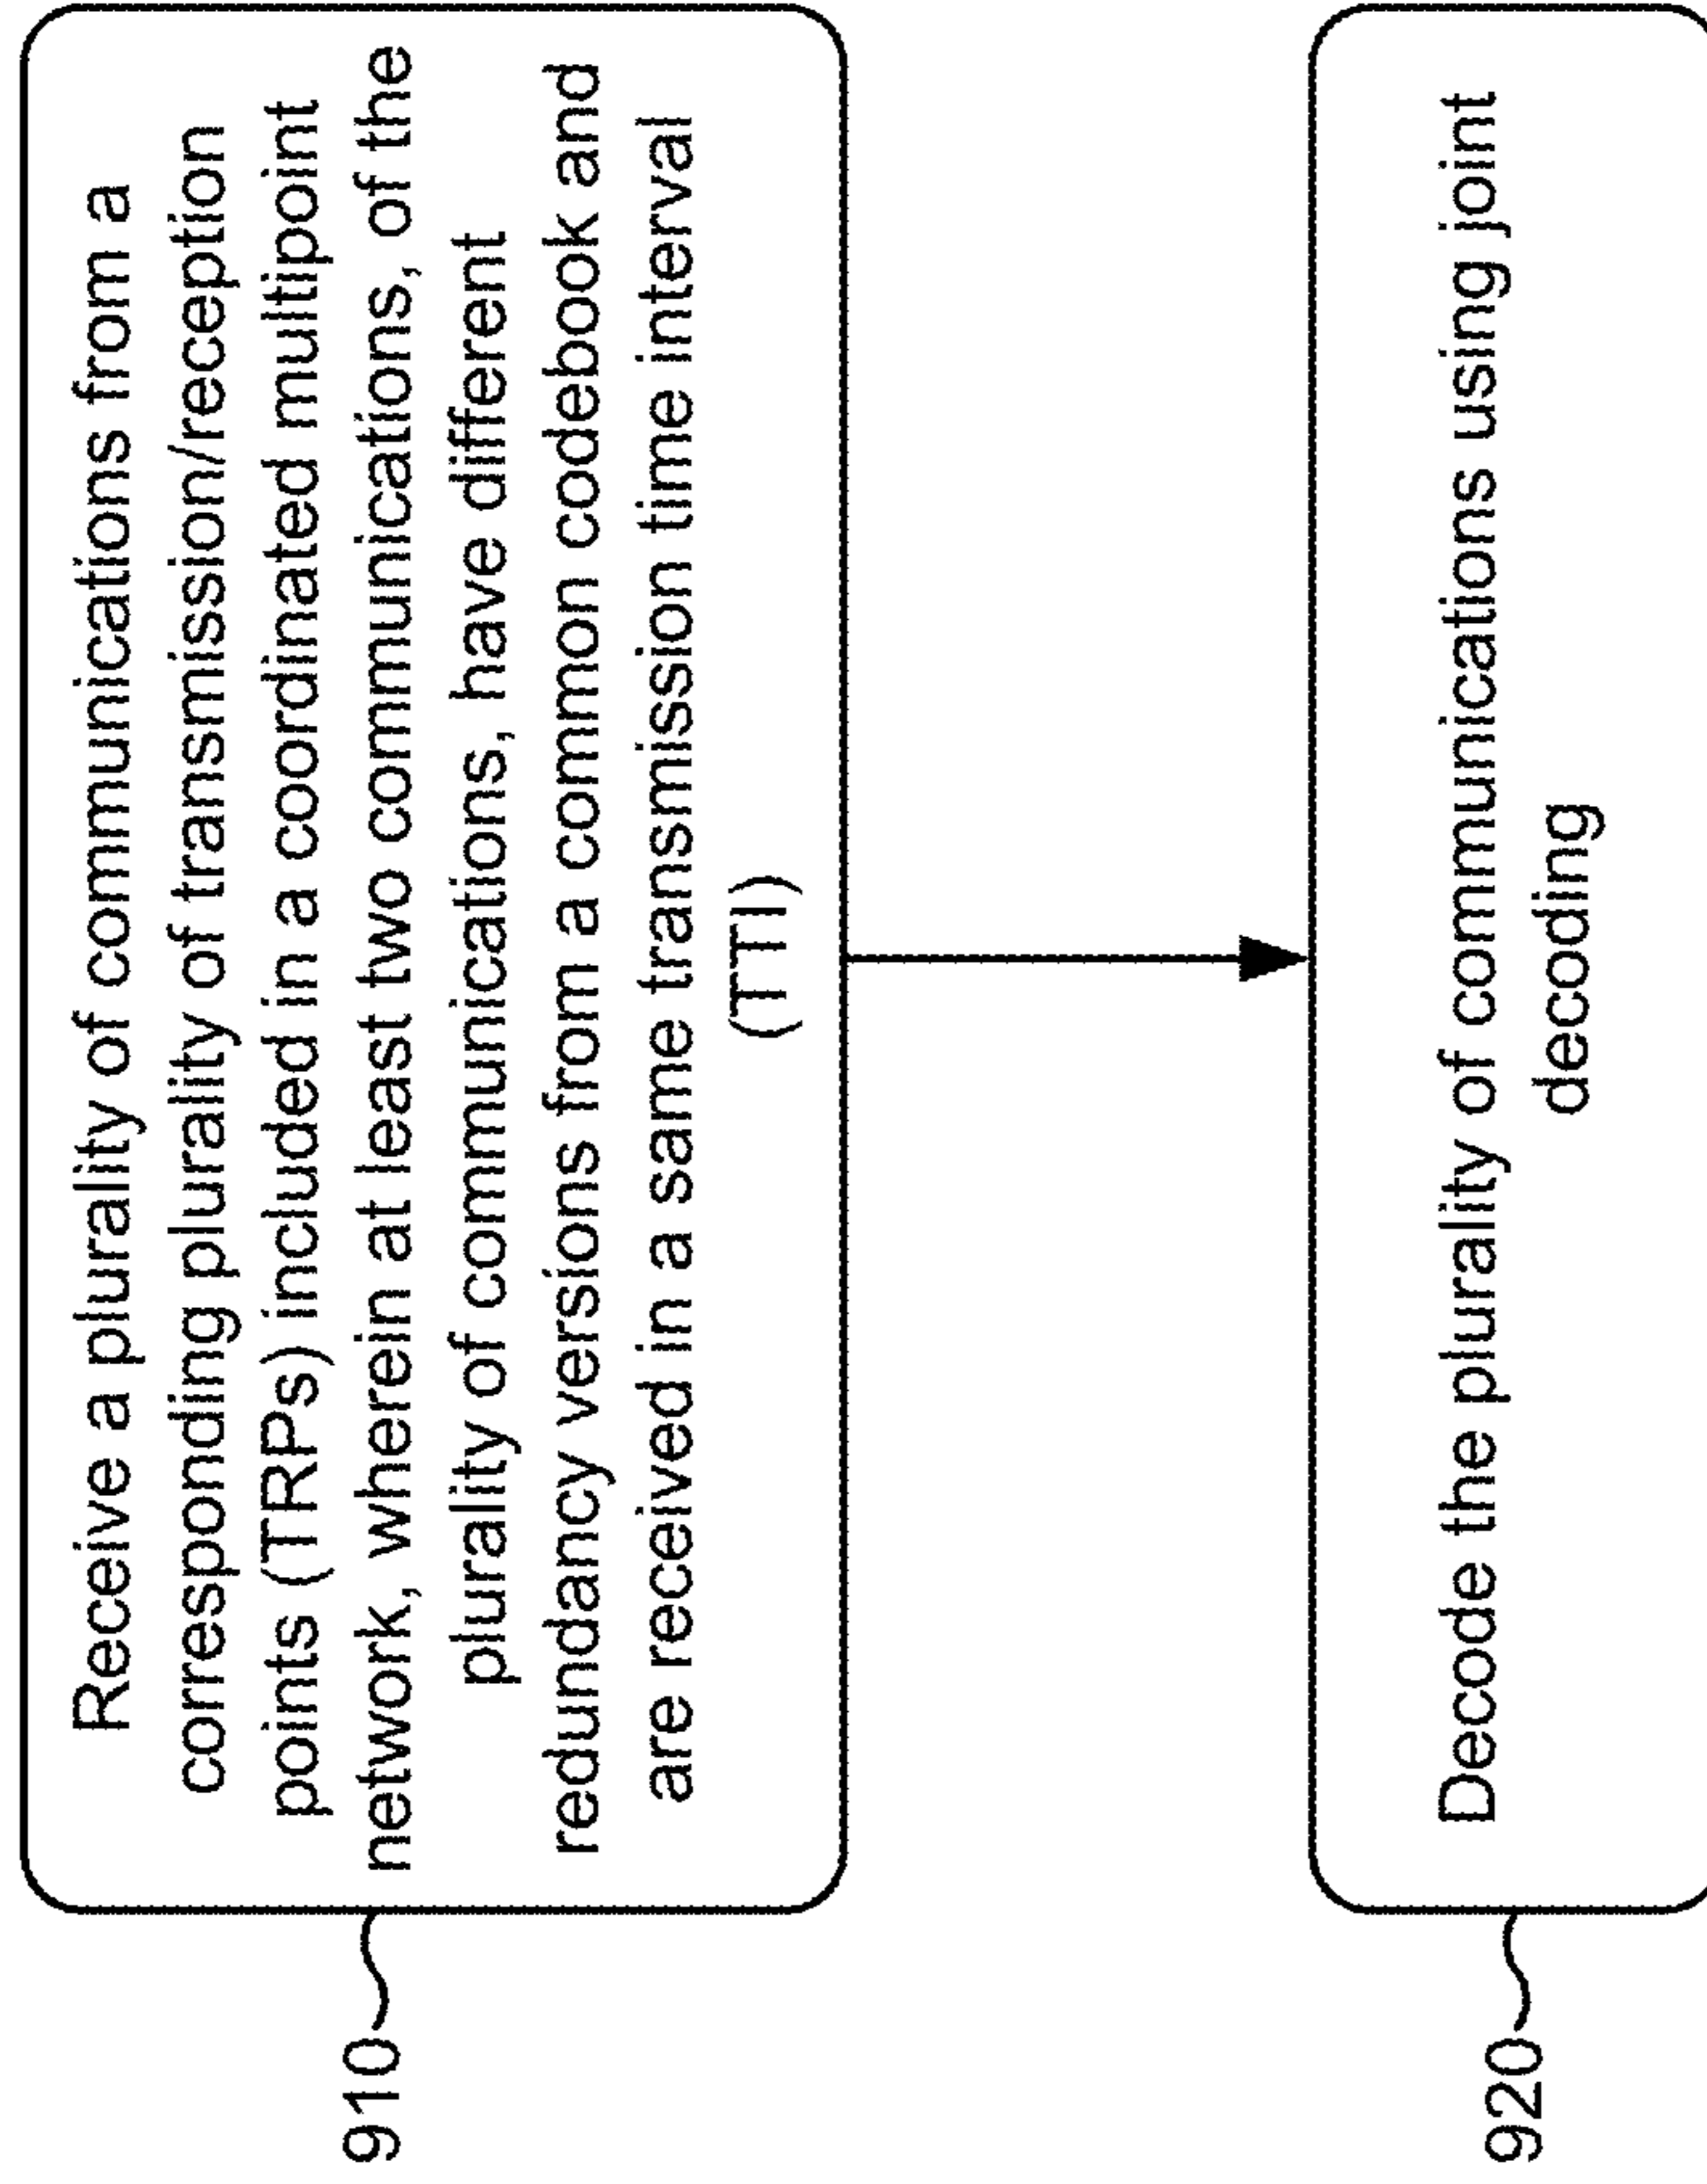 910
Receive a plurality of communications from a
corresponding plurality of transmission/reception
points (TRPs) included in a coordinated multipoint
network, wherein at least two communications, of the
plurality of communications, have different
redundancy versions from a common codebook and
are received in a same transmission time interval
(TTI)
920
Decode the plurality of communications using joint
decoding